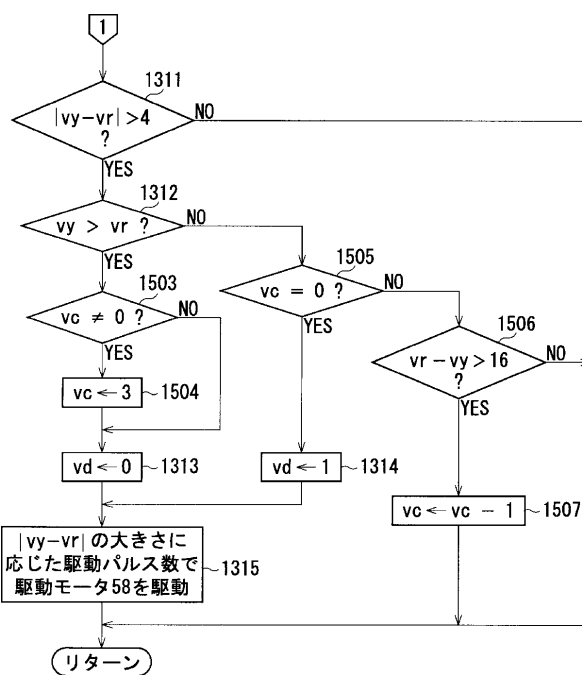 1
1311
|vy−vr| >4
?
NO
YES
1312
vy > vr ?
NO
YES
1503
vc ≠ 0 ?
NO
YES
1505
vc = 0 ?
NO
YES
1506
vr − vy > 16
?
NO
YES
vc ← 3
1504
vd ← 0
1313
vd ← 1
1314
vc ← vc − 1
1507
|vy−vr| の大きさに
応じた駆動パルス数で
駆動モータ58を駆動
1315
リターン